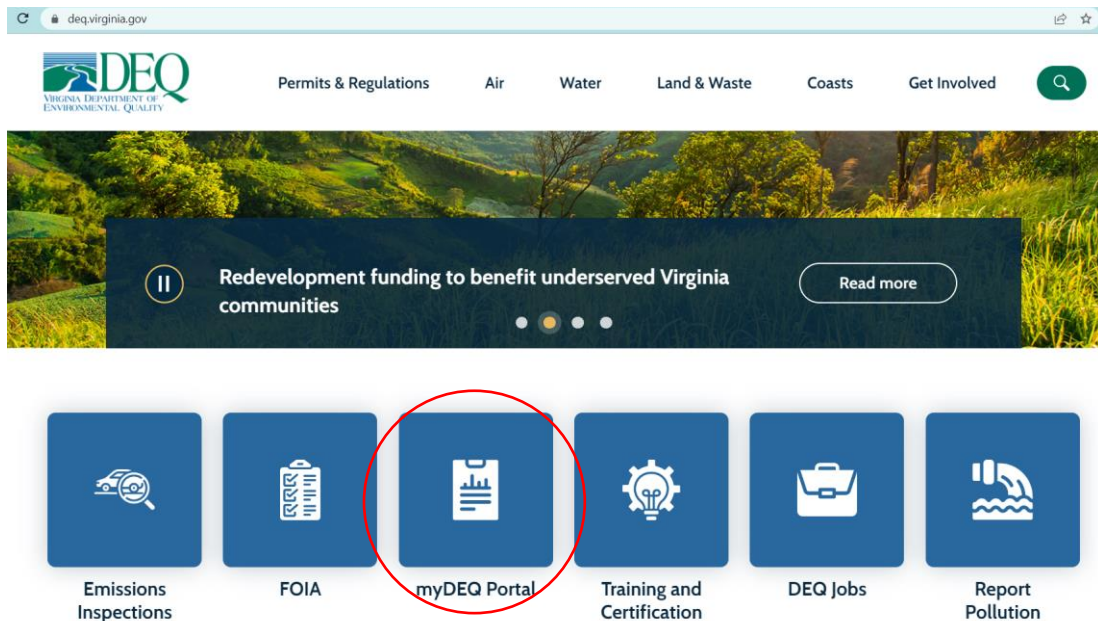 deq.virginia.gov
DEQ
VIRGINIA DEPARTMENT OF
ENVIRONMENTAL QUALITY
Permits & Regulations Air Water Land & Waste Coasts Get Involved
Redevelopment funding to benefit underserved Virginia
communities
Read more
Emissions
Inspections
FOIA
myDEQ Portal
Training and
Certification
DEQ Jobs
Report
Pollution